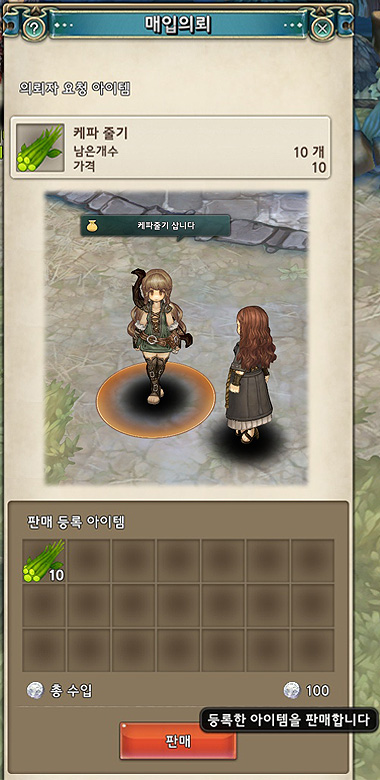 ?
매입의뢰
의뢰자 요청 아이템
케파 줄기
남은개수 10 개
가격 10
케파줄기 삽니다
판매 등록 아이템
10
총 수입 100
등록한 아이템을 판매합니다
판매